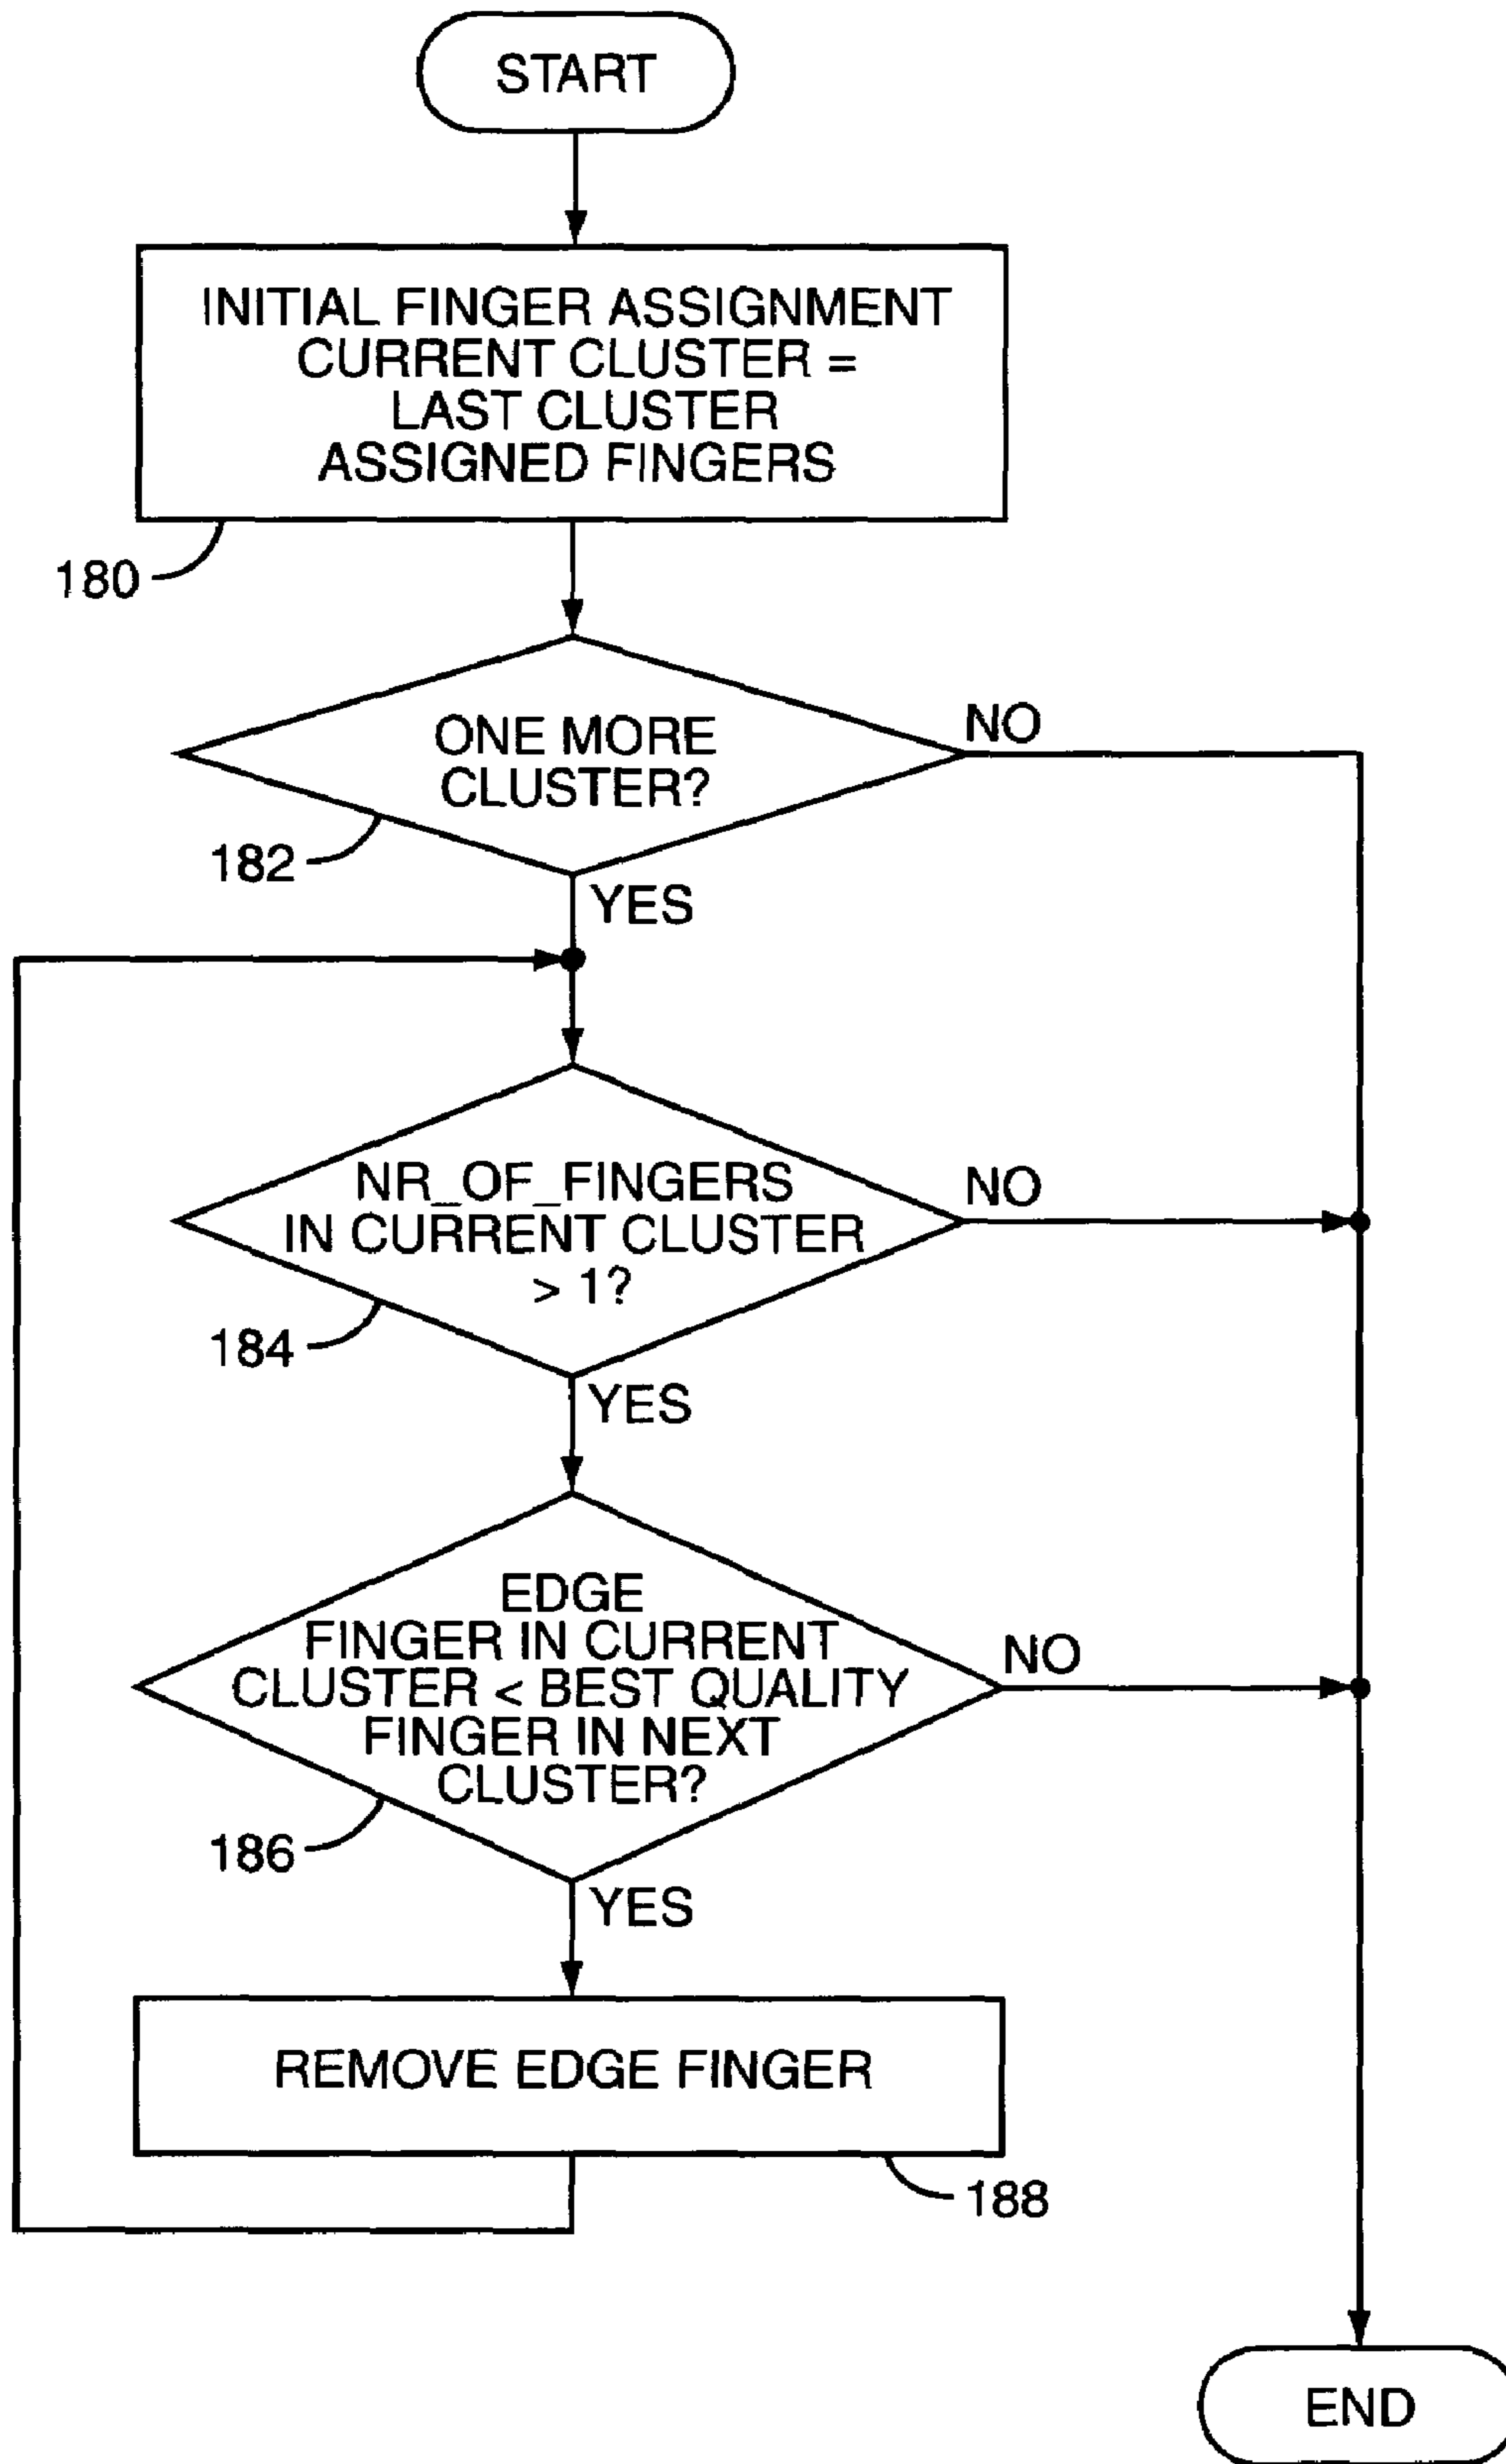 START
INITIAL FINGER ASSIGNMENT
CURRENT CLUSTER =
LAST CLUSTER
ASSIGNED FINGERS
180
ONE MORE
CLUSTER?
NO
182
YES
NR_OF_FINGERS
IN CURRENT CLUSTER
> 1?
NO
184
YES
EDGE
FINGER IN CURRENT
CLUSTER < BEST QUALITY
FINGER IN NEXT
CLUSTER?
NO
186
YES
REMOVE EDGE FINGER
188
END